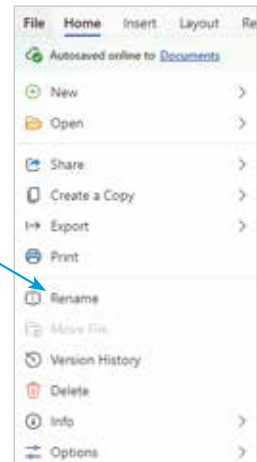 File Home Insert Layout Re
Autosaved online to Documents
New
Open
Share
Create a Copy
Export
Print
Rename
Move File
Version History
Delete
Info
Options